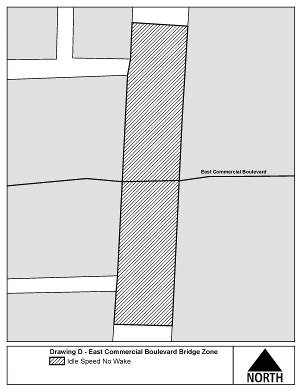 East Commercial Boulevard
Drawing D - East Commercial Boulevard Bridge Zone
Idle Speed No Wake
NORTH